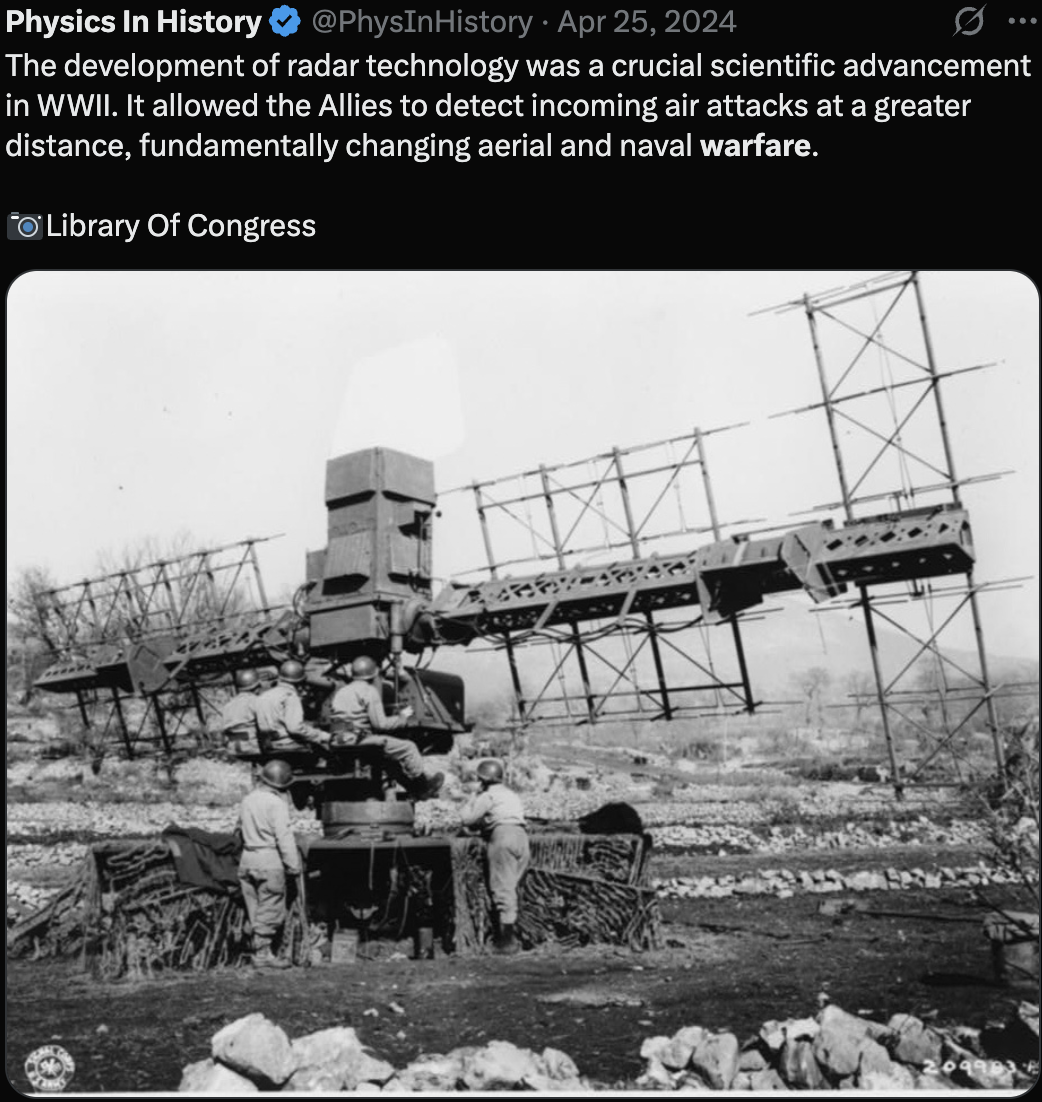 Physics In History @PhysInHistory · Apr 25, 2024
The development of radar technology was a crucial scientific advancement
in WWII. It allowed the Allies to detect incoming air attacks at a greater
distance, fundamentally changing aerial and naval warfare.
📷Library Of Congress